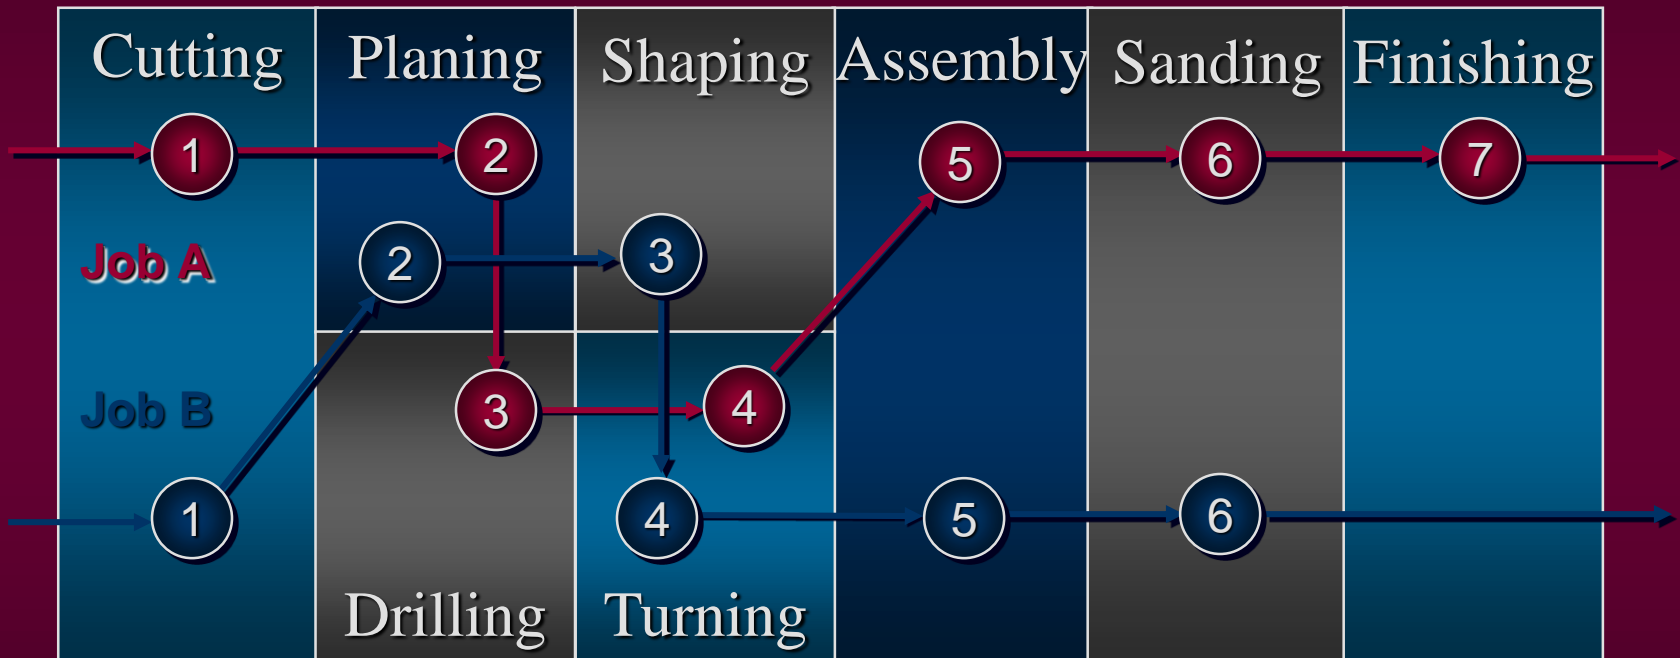 Cutting Planing Shaping Assembly Sanding Finishing
1 2 5 6 7
Job A 2 3
Job B 3 4
1 4 5 6
Drilling Turning